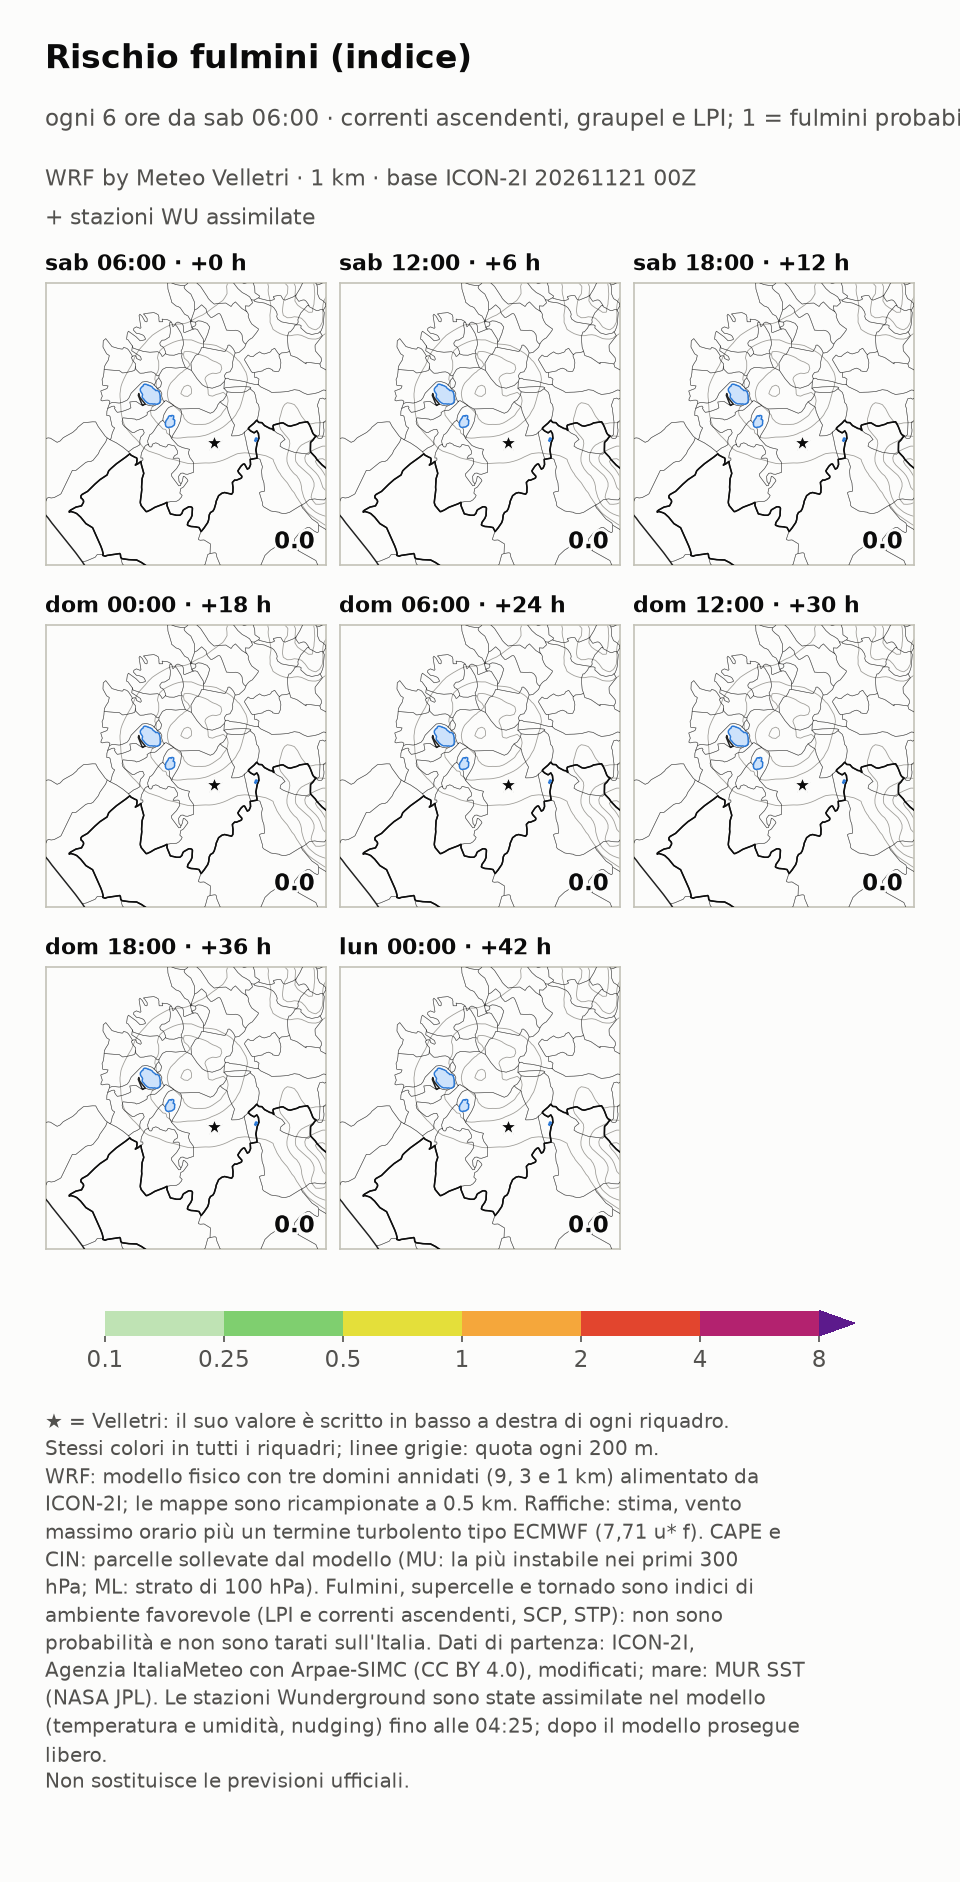 Rischio fulmini (indice)
ogni 6 ore da sab 06:00 · correnti ascendenti, graupel e LPI; 1 = fulmini probabi
WRF by Meteo Velletri · 1 km · base ICON-2I 20261121 00Z
+ stazioni WU assimilate
sab 06:00 · +0 h
sab 12:00 · +6 h
sab 18:00 · +12 h
0.0
0.0
0.0
dom 00:00 · +18 h
dom 06:00 · +24 h
dom 12:00 · +30 h
0.0
0.0
0.0
dom 18:00 · +36 h
lun 00:00 · +42 h
0.0
0.0
0.1 0.25 0.5 1 2 4 8
★ = Velletri: il suo valore è scritto in basso a destra di ogni riquadro.
Stessi colori in tutti i riquadri; linee grigie: quota ogni 200 m.
WRF: modello fisico con tre domini annidati (9, 3 e 1 km) alimentato da
ICON-2I; le mappe sono ricampionate a 0.5 km. Raffiche: stima, vento
massimo orario più un termine turbolento tipo ECMWF (7,71 u* f). CAPE e
CIN: parcelle sollevate dal modello (MU: la più instabile nei primi 300
hPa; ML: strato di 100 hPa). Fulmini, supercelle e tornado sono indici di
ambiente favorevole (LPI e correnti ascendenti, SCP, STP): non sono
probabilità e non sono tarati sull'Italia. Dati di partenza: ICON-2I,
Agenzia ItaliaMeteo con Arpae-SIMC (CC BY 4.0), modificati; mare: MUR SST
(NASA JPL). Le stazioni Wunderground sono state assimilate nel modello
(temperatura e umidità, nudging) fino alle 04:25; dopo il modello prosegue
libero.
Non sostituisce le previsioni ufficiali.